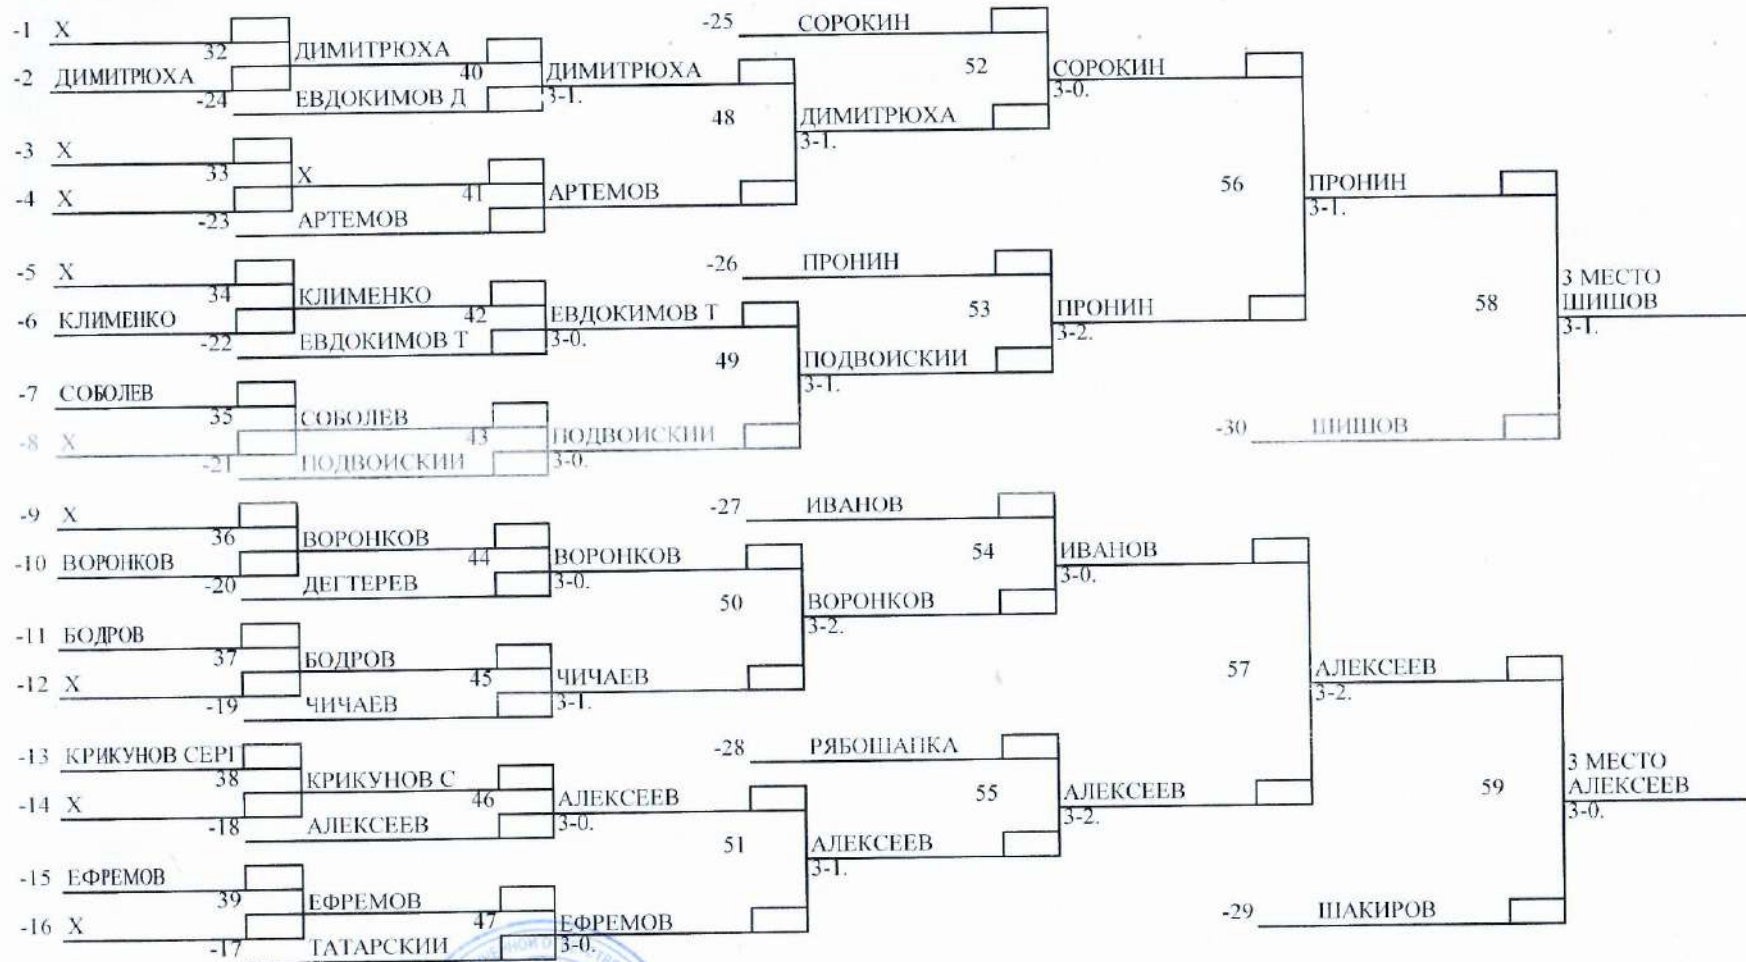 -1 X
32
-2 ДИМИТРЮХА
ДИМИТРЮХА
40
-24 ЕВДОКИМОВ Д
ДИМИТРЮХА
3-1.
-3 X
33
-4 X
X
41
-23 АРТЕМОВ
АРТЕМОВ
48
ДИМИТРЮХА
3-1.
-25 СОРОКИН
52
СОРОКИН
3-0.
-5 X
34
-6 КЛИМЕНКО
КЛИМЕНКО
42
-22 ЕВДОКИМОВ Т
ЕВДОКИМОВ Т
3-0.
-7 СОБОЛЕВ
35
-8 X
СОБОЛЕВ
43
-21 ПОДВОИСКИИ
ПОДВОИСКИИ
3-0.
49
ПОДВОИСКИИ
3-1.
-26 ПРОНИН
53
ПРОНИН
3-2.
56
ПРОНИН
3-1.
58
-30 ШИШОВ
3 МЕСТО
ШИШОВ
3-1.
-9 X
36
-10 ВОРОНКОВ
ВОРОНКОВ
44
-20 ДЕГТЕРЕВ
ВОРОНКОВ
3-0.
-11 БОДРОВ
37
-12 X
БОДРОВ
45
-19 ЧИЧАЕВ
ЧИЧАЕВ
3-1.
50
ВОРОНКОВ
3-2.
-27 ИВАНОВ
54
ИВАНОВ
3-0.
-13 КРИКУНОВ СЕРГ
38
-14 X
КРИКУНОВ С
46
-18 АЛЕКСЕЕВ
АЛЕКСЕЕВ
3-0.
-15 ЕФРЕМОВ
39
-16 X
ЕФРЕМОВ
47
-17 ТАТАРСКИИ
ЕФРЕМОВ
3-0.
51
АЛЕКСЕЕВ
3-1.
-28 РЯБОШАПКА
55
АЛЕКСЕЕВ
3-2.
57
АЛЕКСЕЕВ
3-2.
59
-29 ШАКИРОВ
3 МЕСТО
АЛЕКСЕЕВ
3-0.